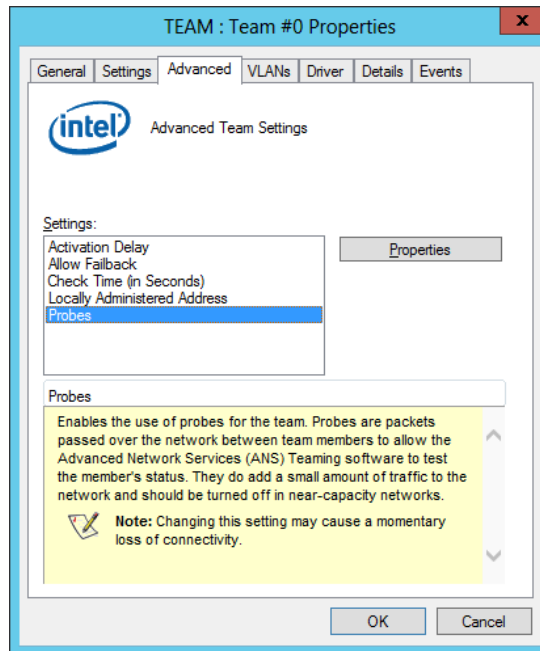 TEAM : Team #0 Properties
x
General Settings Advanced VLANs Driver Details Events
intel
Advanced Team Settings
Settings:
Properties
Activation Delay
Allow Failback
Check Time (in Seconds)
Locally Administered Address
Probes
Probes
Enables the use of probes for the team. Probes are packets
passed over the network between team members to allow the
Advanced Network Services (ANS) Teaming software to test
the member's status. They do add a small amount of traffic to the
network and should be turned off in near-capacity networks.
Note: Changing this setting may cause a momentary
loss of connectivity.
OK Cancel